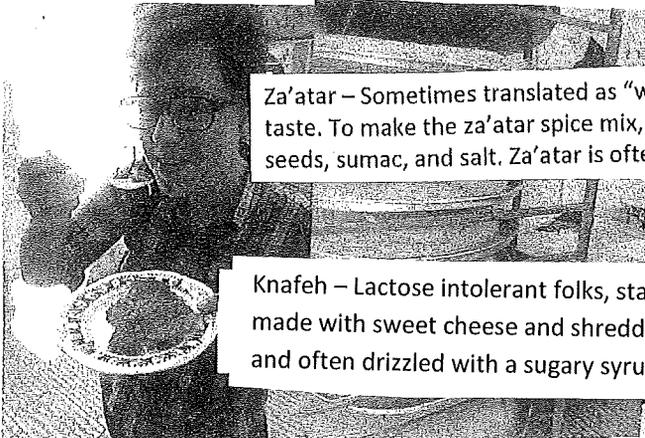 Za’atar – Sometimes translated as “w
taste. To make the za’atar spice mix,
seeds, sumac, and salt. Za’atar is ofte
Knafeh – Lactose intolerant folks, sta
made with sweet cheese and shredd
and often drizzled with a sugary syru